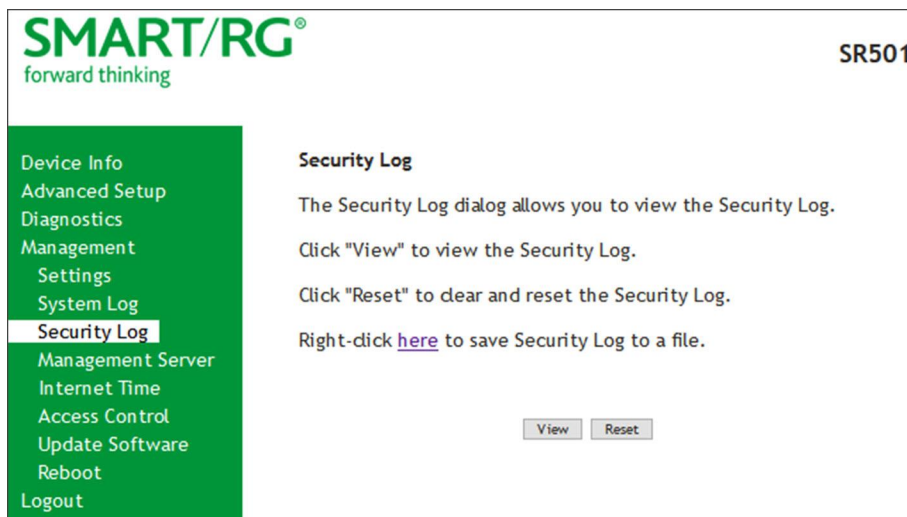 SMART/RG®
forward thinking
SR501
Device Info
Advanced Setup
Diagnostics
Management
Settings
System Log
Security Log
Management Server
Internet Time
Access Control
Update Software
Reboot
Logout
Security Log
The Security Log dialog allows you to view the Security Log.
Click "View" to view the Security Log.
Click "Reset" to clear and reset the Security Log.
Right-click here to save Security Log to a file.
View Reset